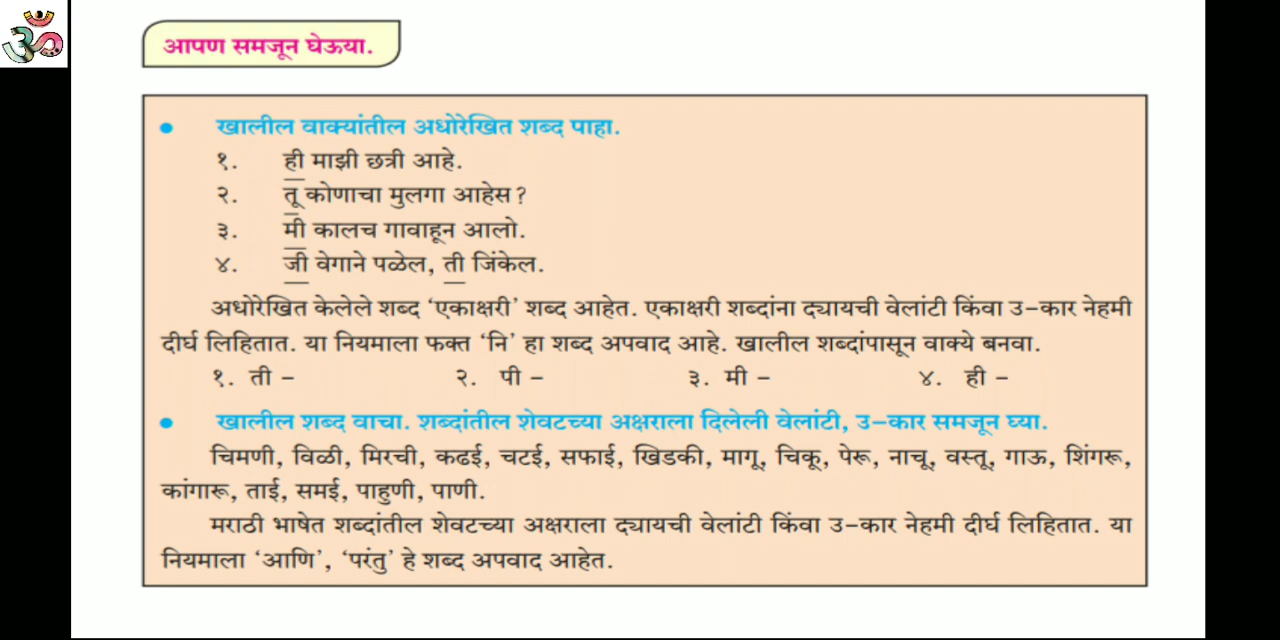 आपण समजून घेऊया.
● खालील वाक्यांतील अधोरेखित शब्द पाहा.
१. ही माझी छत्री आहे.
२. तू कोणाचा मुलगा आहेस?
३. मी कालच गावाहून आलो.
४. जी वेगाने पळेल, ती जिंकेल.
अधोरेखित केलेले शब्द ‘एकाक्षरी’ शब्द आहेत. एकाक्षरी शब्दांना द्यायची वेलांटी किंवा उ-कार नेहमी
दीर्घ लिहितात. या नियमाला फक्त ‘नि’ हा शब्द अपवाद आहे. खालील शब्दांपासून वाक्ये बनवा.
१. ती – २. पी – ३. मी – ४. ही –
● खालील शब्द वाचा. शब्दांतील शेवटच्या अक्षराला दिलेली वेलांटी, उ-कार समजून घ्या.
चिमणी, विळी, मिरची, कढई, चटई, सफाई, खिडकी, मागू, चिकू, पेरू, नाचू, वस्तू, गाऊ, शिंगरू,
कांगारू, ताई, समई, पाहुणी, पाणी.
मराठी भाषेत शब्दांतील शेवटच्या अक्षराला द्यायची वेलांटी किंवा उ-कार नेहमी दीर्घ लिहितात. या
नियमाला ‘आणि’, ‘परंतु’ हे शब्द अपवाद आहेत.